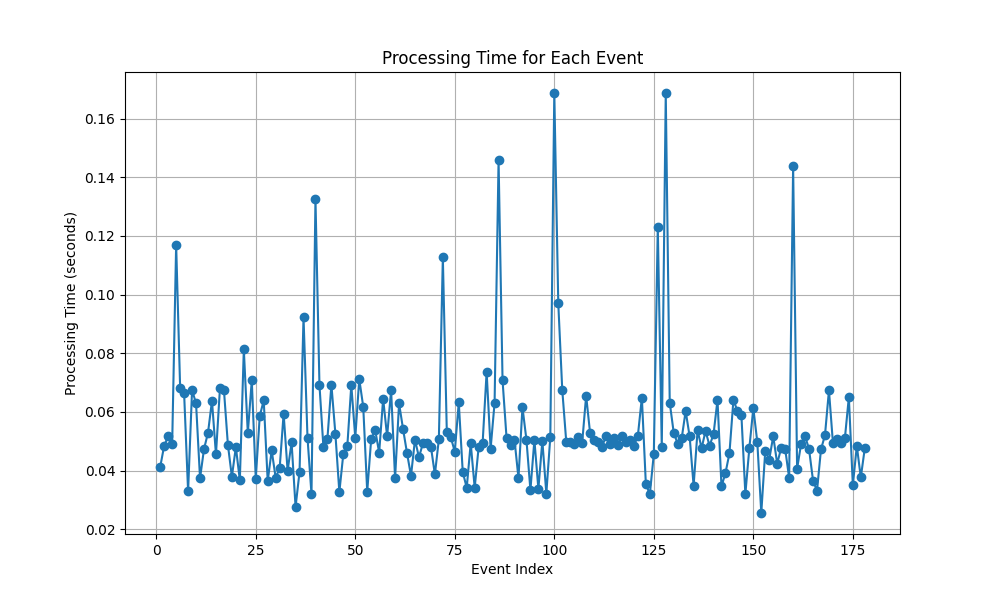 Processing Time for Each Event
Processing Time (seconds)
0.16
0.14
0.12
0.10
0.08
0.06
0.04
0.02
0 25 50 75 100 125 150 175
Event Index